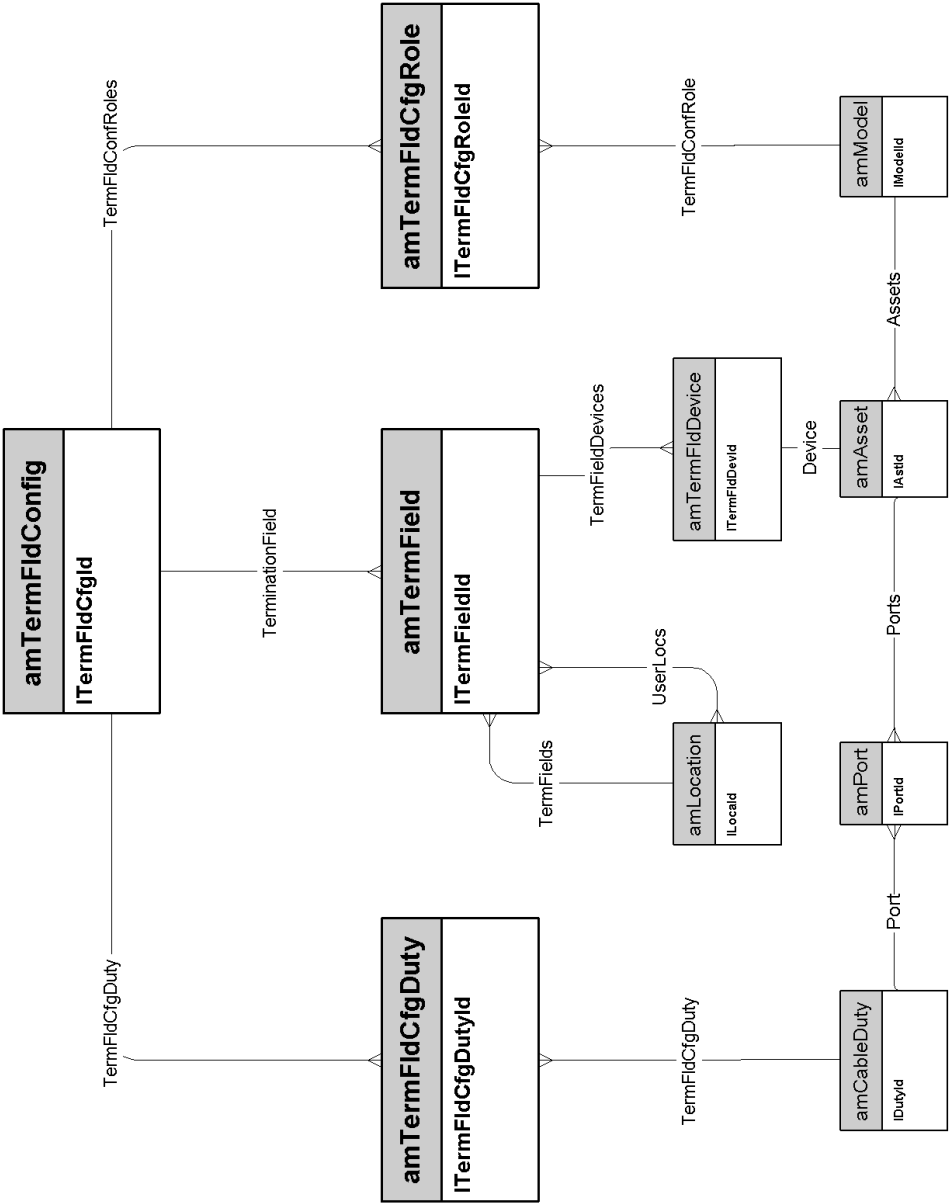 amTermFldConfig
lTermFldCfgId
TermFldCfgDuty
TerminationField
TermFldConfRoles
amTermFldCfgDuty
lTermFldCfgDutyId
amTermField
lTermFieldId
amTermFldCfgRole
lTermFldCfgRoleId
TermFldCfgDuty
TermFields
UserLocs
TermFieldDevices
TermFldConfRole
amLocation
lLocaId
amTermFldDevice
lTermFldDevId
Device
amCableDuty
lDutyId
Port
amPort
lPortId
Ports
amAsset
lAstId
Assets
amModel
lModelId